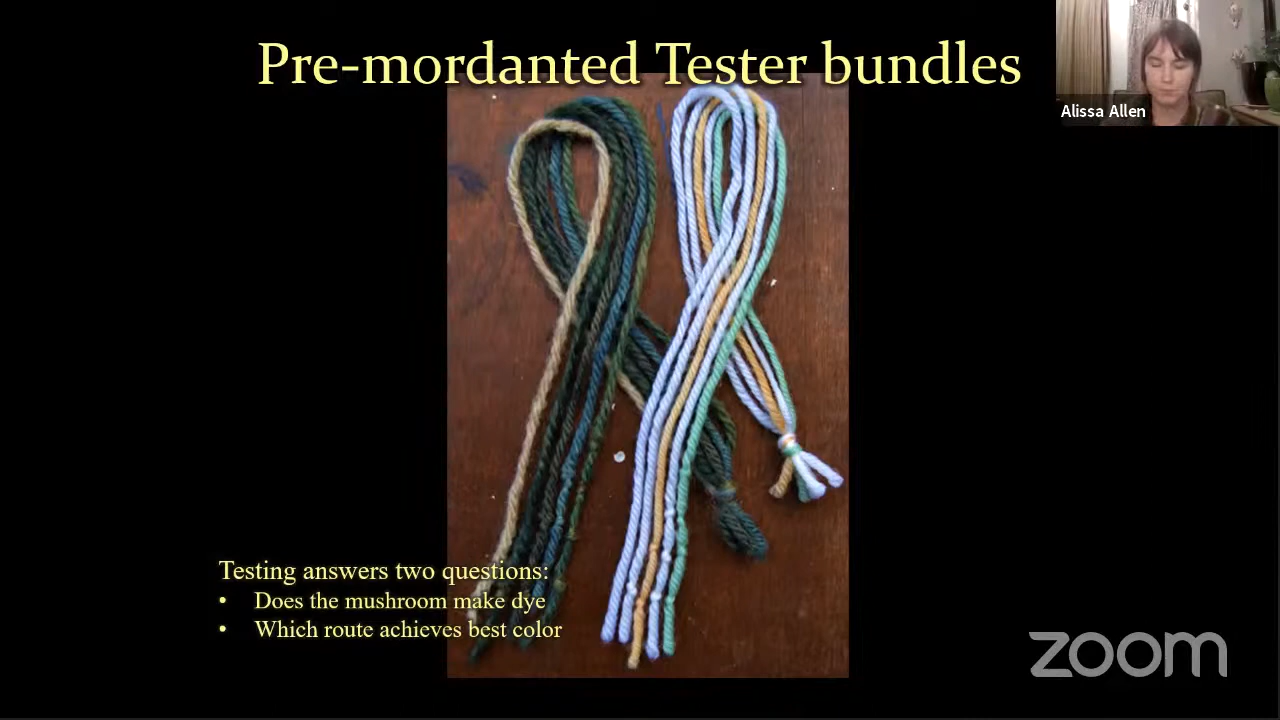 Pre-mordanted Tester bundles
Alissa Allen
Testing answers two questions:
• Does the mushroom make dye
• Which route achieves best color
zoom